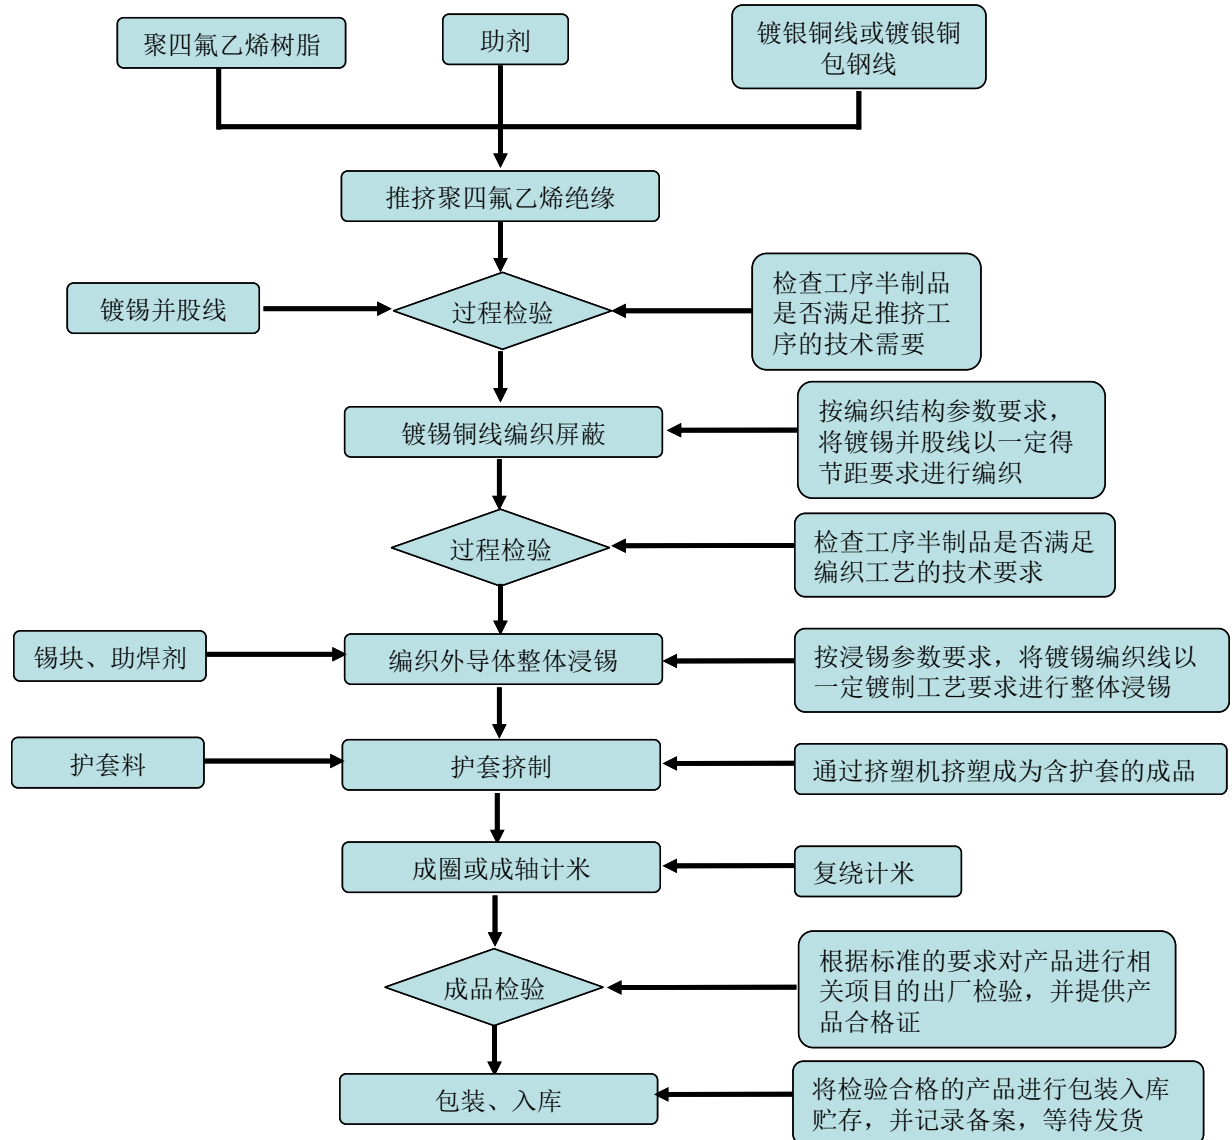 聚四氟乙烯树脂
助剂
镀银铜线或镀银铜
包钢线
推挤聚四氟乙烯绝缘
镀锡并股线
过程检验
检查工序半制品
是否满足推挤工
序的技术需要
镀锡铜线编织屏蔽
按编织结构参数要求，
将镀锡并股线以一定得
节距要求进行编织
过程检验
检查工序半制品是否满足
编织工艺的技术要求
锡块、助焊剂
编织外导体整体浸锡
按浸锡参数要求，将镀锡编织线以
一定镀制工艺要求进行整体浸锡
护套料
护套挤制
通过挤塑机挤塑成为含护套的成品
成圈或成轴计米
复绕计米
成品检验
根据标准的要求对产品进行相
关项目的出厂检验，并提供产
品合格证
包装、入库
将检验合格的产品进行包装入库
贮存，并记录备案，等待发货